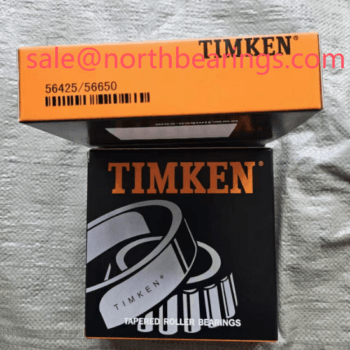 sale@northbearings.com
TIMKEN®
56425/56650
TIMKEN®
TIMKEN®
TAPERED ROLLER BEARINGS